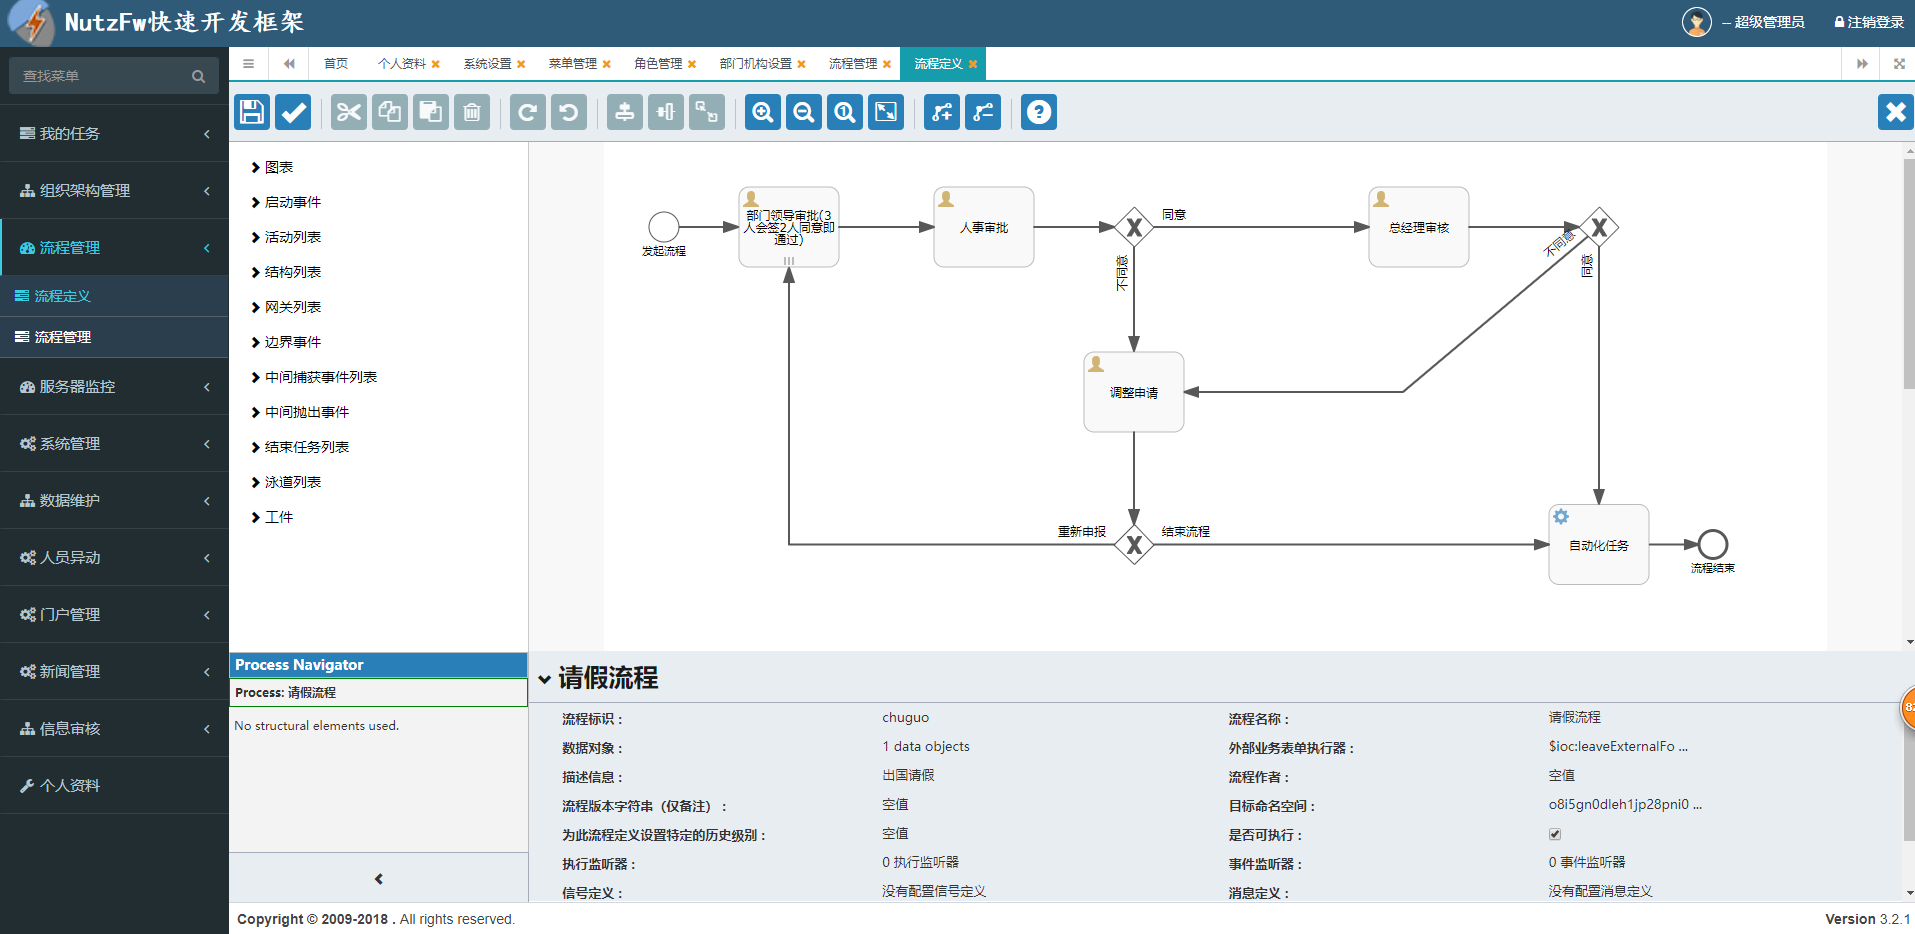 NutzFw快速开发框架
-- 超级管理员
注销登录
查找菜单
我的任务
组织架构管理
流程管理
流程定义
流程管理
服务器监控
系统管理
数据维护
人员异动
门户管理
新闻管理
信息审核
个人资料
首页
个人资料
系统设置
菜单管理
角色管理
部门机构设置
流程管理
流程定义
图表
启动事件
活动列表
结构列表
网关列表
边界事件
中间捕获事件列表
中间抛出事件
结束任务列表
泳道列表
工件
发起流程
部门领导审批(3
人会签2人同意即
通过)
人事审批
同意
不同意
总经理审核
不同意
同意
调整申请
重新申报
结束流程
自动化任务
流程结束
Process Navigator
Process: 请假流程
No structural elements used.
请假流程
流程标识： chuguo 流程名称： 请假流程
数据对象： 1 data objects 外部业务表单执行器： $ioc:leaveExternalFo ...
描述信息： 出国请假 流程作者： 空值
流程版本字符串（仅备注）： 空值 目标命名空间： o8i5gn0dleh1jp28pni0 ...
为此流程定义设置特定的历史级别： 空值 是否可执行：
执行监听器： 0 执行监听器 事件监听器： 0 事件监听器
信号定义： 没有配置信号定义 消息定义： 没有配置消息定义
Copyright © 2009-2018 . All rights reserved.
Version 3.2.1